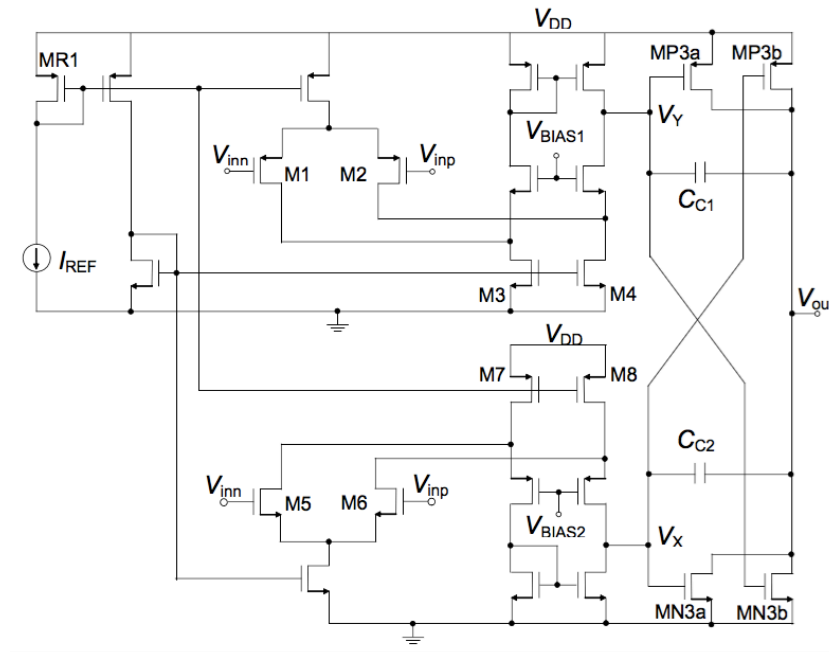 VDD
MR1
MP3a
MP3b
VY
VBIAS1
Vinn
M1
M2
Vinp
CC1
IREF
M3
M4
Vou
VDD
M7
M8
CC2
Vinn
M5
M6
Vinp
VBIAS2
VX
MN3a
MN3b